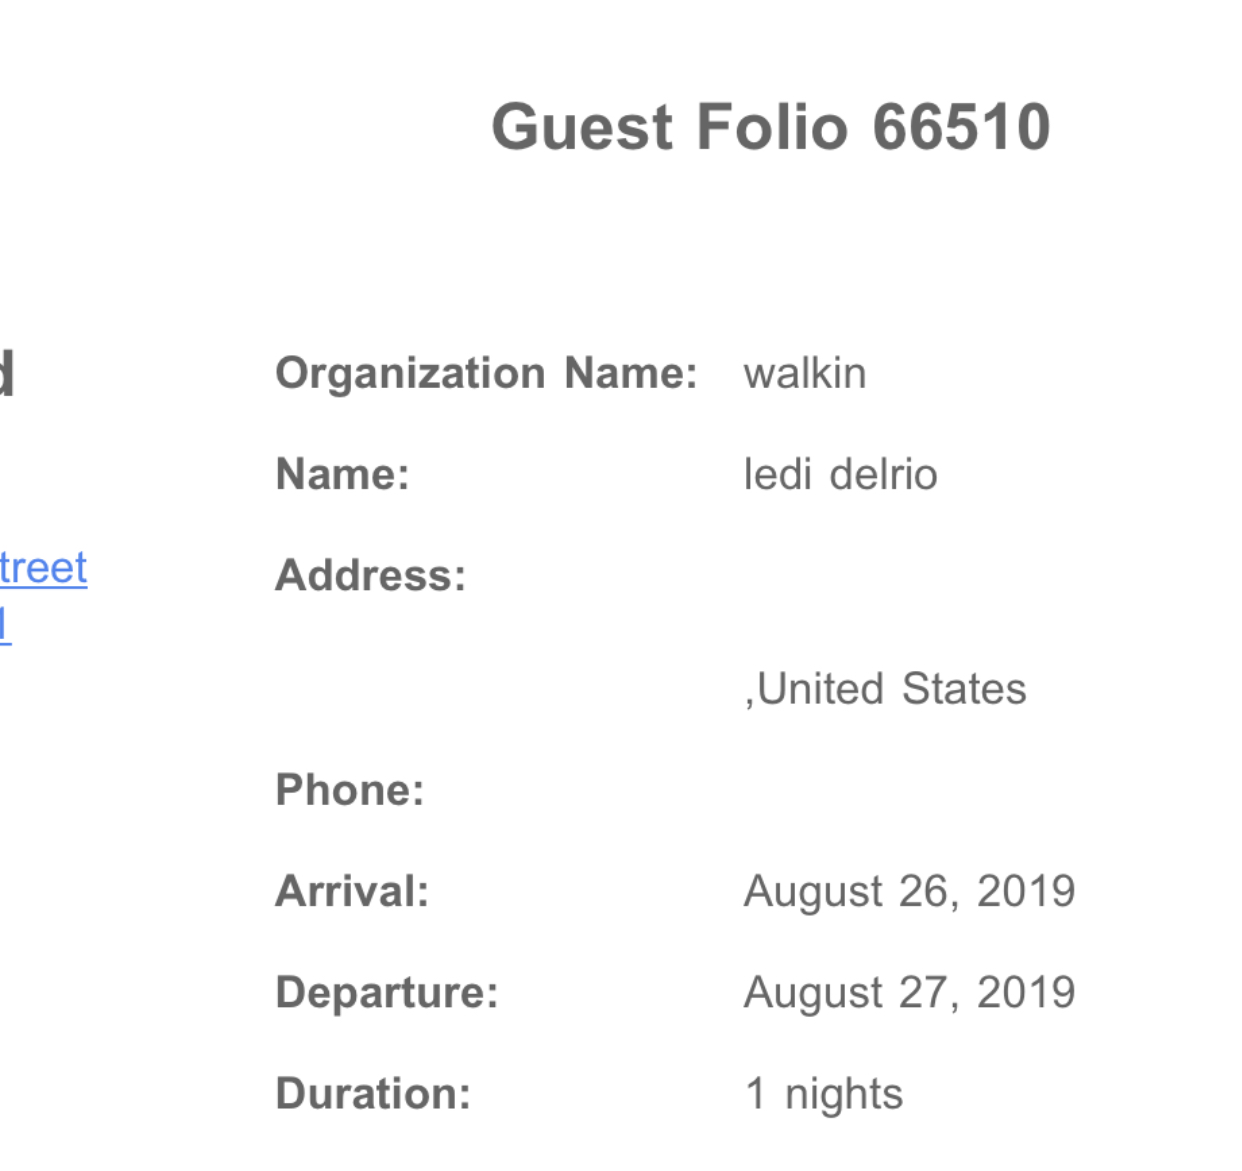 Guest Folio 66510
d
Organization Name: walkin
Name: ledi delrio
treet
Address:
1
,United States
Phone:
Arrival: August 26, 2019
Departure: August 27, 2019
Duration: 1 nights